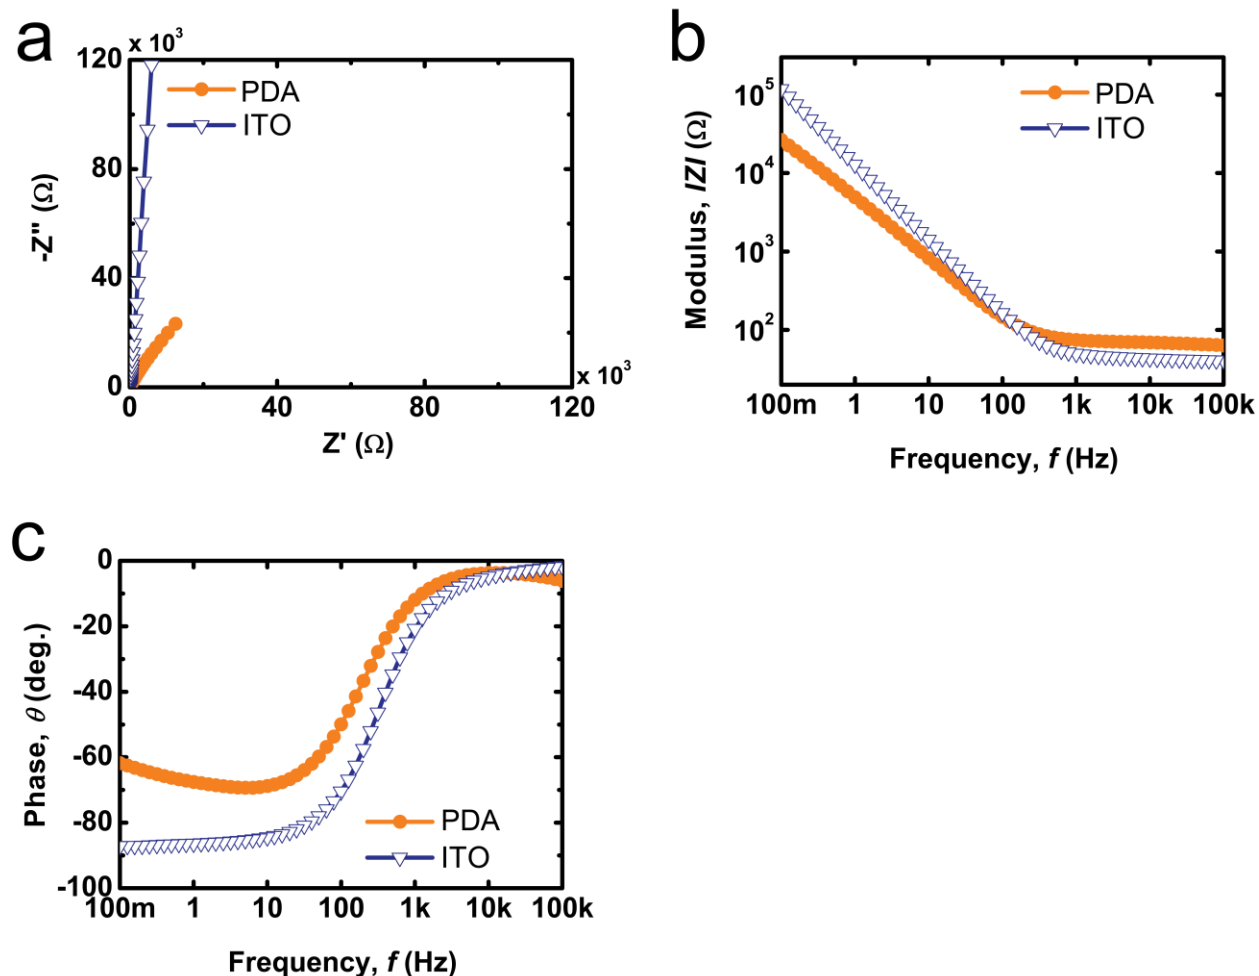 a
x 10³
120
80
40
0
-Z'' (Ω)
PDA
ITO
0
40
80
120
x 10³
Z' (Ω)
b
10⁵
10⁴
10³
10²
Modulus, IZI (Ω)
PDA
ITO
100m
1
10
100
1k
10k
100k
Frequency, f (Hz)
c
0
-20
-40
-60
-80
-100
Phase, θ (deg.)
PDA
ITO
100m
1
10
100
1k
10k
100k
Frequency, f (Hz)